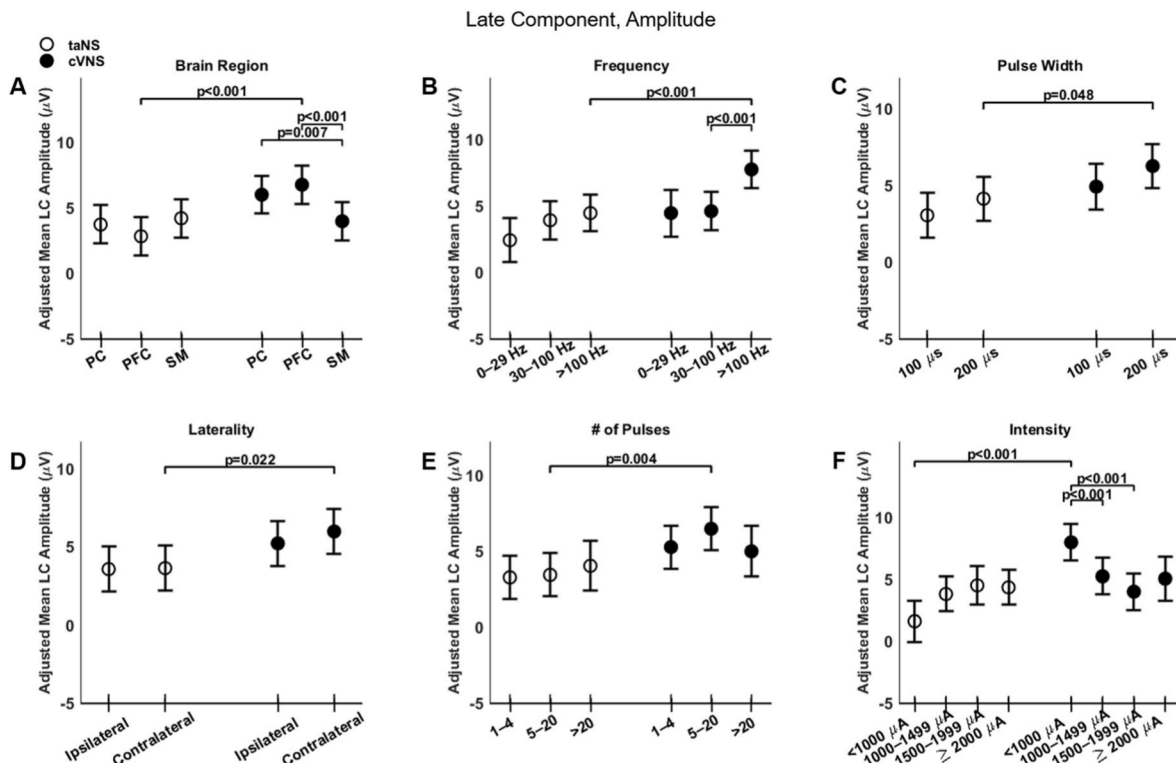 Late Component, Amplitude
taNS
cVNS
A
Brain Region
Adjusted Mean LC Amplitude (μV)
10
5
0
-5
p<0.001
p<0.001
p=0.007
PC
PFC
SM
PC
PFC
SM
B
Frequency
Adjusted Mean LC Amplitude (μV)
10
5
0
-5
p<0.001
p<0.001
0–29 Hz
30–100 Hz
>100 Hz
0–29 Hz
30–100 Hz
>100 Hz
C
Pulse Width
Adjusted Mean LC Amplitude (μV)
10
5
0
-5
p=0.048
100 μs
200 μs
100 μs
200 μs
D
Laterality
Adjusted Mean LC Amplitude (μV)
10
5
0
-5
p=0.022
Ipsilateral
Contralateral
Ipsilateral
Contralateral
E
# of Pulses
Adjusted Mean LC Amplitude (μV)
10
5
0
-5
p=0.004
1–4
5–20
>20
1–4
5–20
>20
F
Intensity
Adjusted Mean LC Amplitude (μV)
10
5
0
-5
p<0.001
p<0.001
p<0.001
<1000 μA
1000–1499 μA
1500–1999 μA
≥ 2000 μA
<1000 μA
1000–1499 μA
1500–1999 μA
≥ 2000 μA